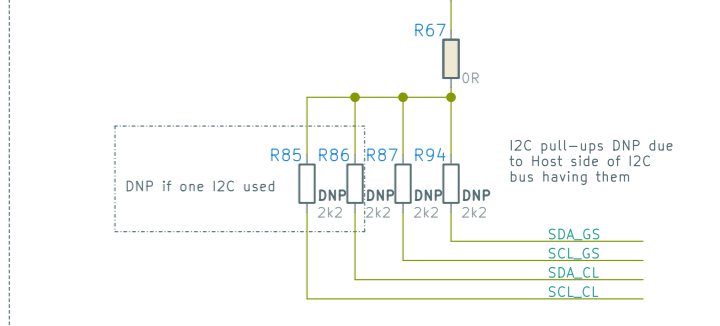 R67
0R
R85 R86 R87 R94
I2C pull-ups DNP due
to Host side of I2C
bus having them
DNP if one I2C used
DNP DNP DNP DNP
2k2 2k2 2k2 2k2
SDA_GS
SCL_GS
SDA_CL
SCL_CL